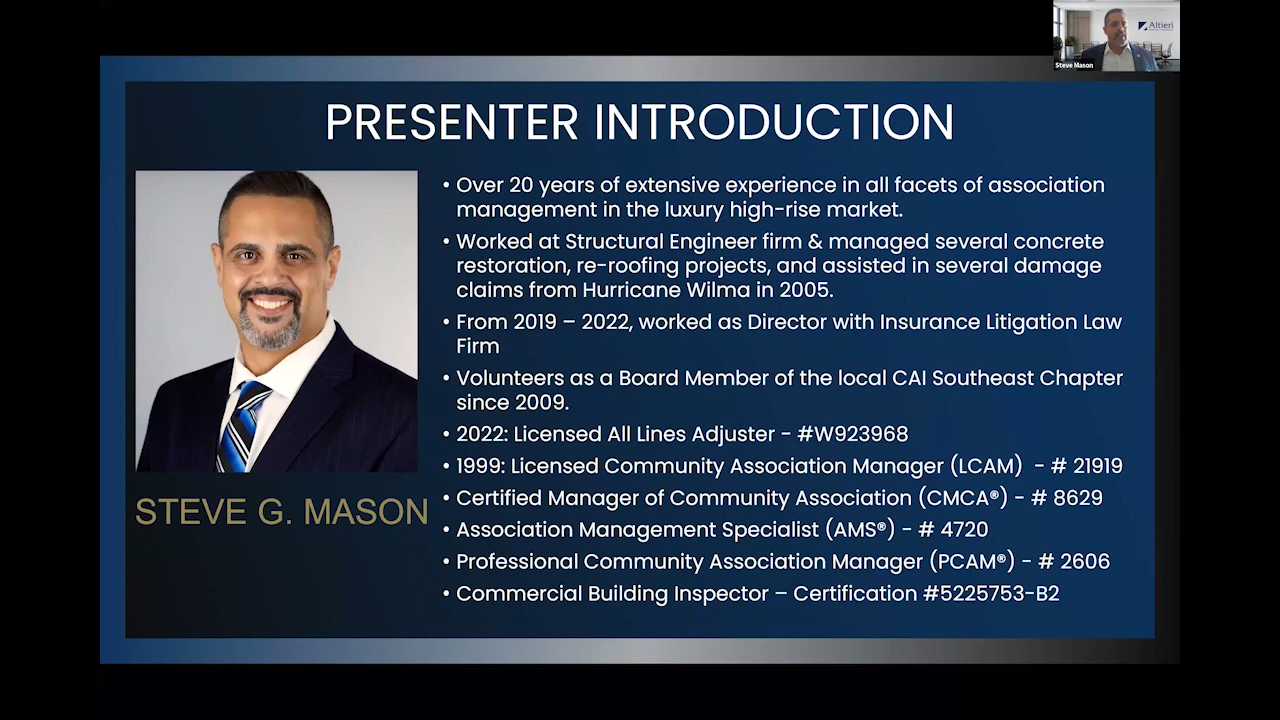 Altieri
Steve Mason
PRESENTER INTRODUCTION
• Over 20 years of extensive experience in all facets of association
management in the luxury high-rise market.
• Worked at Structural Engineer firm & managed several concrete
restoration, re-roofing projects, and assisted in several damage
claims from Hurricane Wilma in 2005.
• From 2019 – 2022, worked as Director with Insurance Litigation Law
Firm
• Volunteers as a Board Member of the local CAI Southeast Chapter
since 2009.
• 2022: Licensed All Lines Adjuster - #W923968
• 1999: Licensed Community Association Manager (LCAM)  - # 21919
• Certified Manager of Community Association (CMCA®) - # 8629
• Association Management Specialist (AMS®) - # 4720
• Professional Community Association Manager (PCAM®) - # 2606
• Commercial Building Inspector – Certification #5225753-B2
STEVE G. MASON